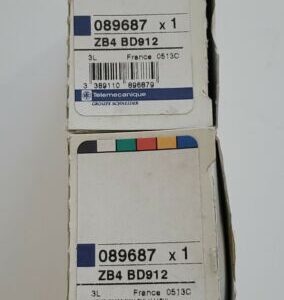 089687 x 1
ZB4 BD912
3L France 0513C
3 389110 896879
Telemecanique
GROUPE SCHNEIDER
089687 x 1
ZB4 BD912
3L France 0513C